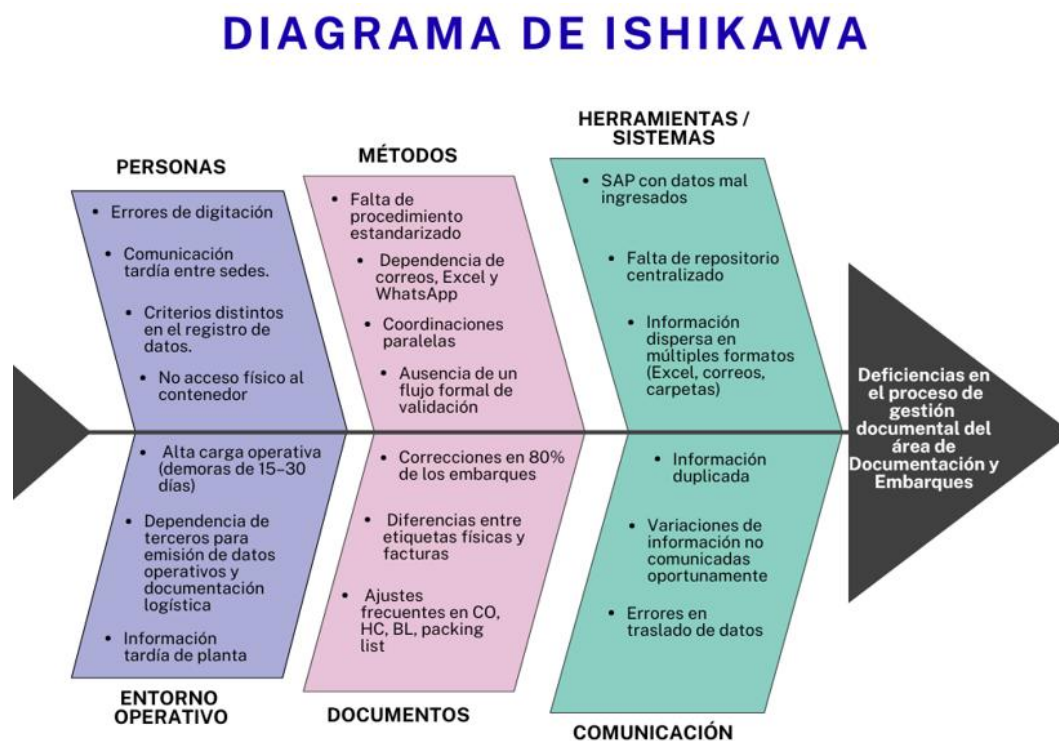 DIAGRAMA DE ISHIKAWA
PERSONAS
• Errores de digitación
• Comunicación
tardía entre sedes.
• Criterios distintos
en el registro de
datos.
• No acceso físico al
contenedor
MÉTODOS
• Falta de
procedimiento
estandarizado
• Dependencia de
correos, Excel y
WhatsApp
• Coordinaciones
paralelas
• Ausencia de un
flujo formal de
validación
HERRAMIENTAS /
SISTEMAS
• SAP con datos mal
ingresados
• Falta de repositorio
centralizado
• Información
dispersa en
múltiples formatos
(Excel, correos,
carpetas)
Deficiencias en
el proceso de
gestión
documental del
área de
Documentación y
Embarques
• Alta carga operativa
(demoras de 15–30
días)
• Dependencia de
terceros para
emisión de datos
operativos y
documentación
logística
• Información
tardía de planta
ENTORNO
OPERATIVO
• Correcciones en 80%
de los embarques
• Diferencias entre
etiquetas físicas y
facturas
• Ajustes
frecuentes en CO,
HC, BL, packing
list
DOCUMENTOS
• Información
duplicada
• Variaciones de
información no
comunicadas
oportunamente
• Errores en
traslado de datos
COMUNICACIÓN